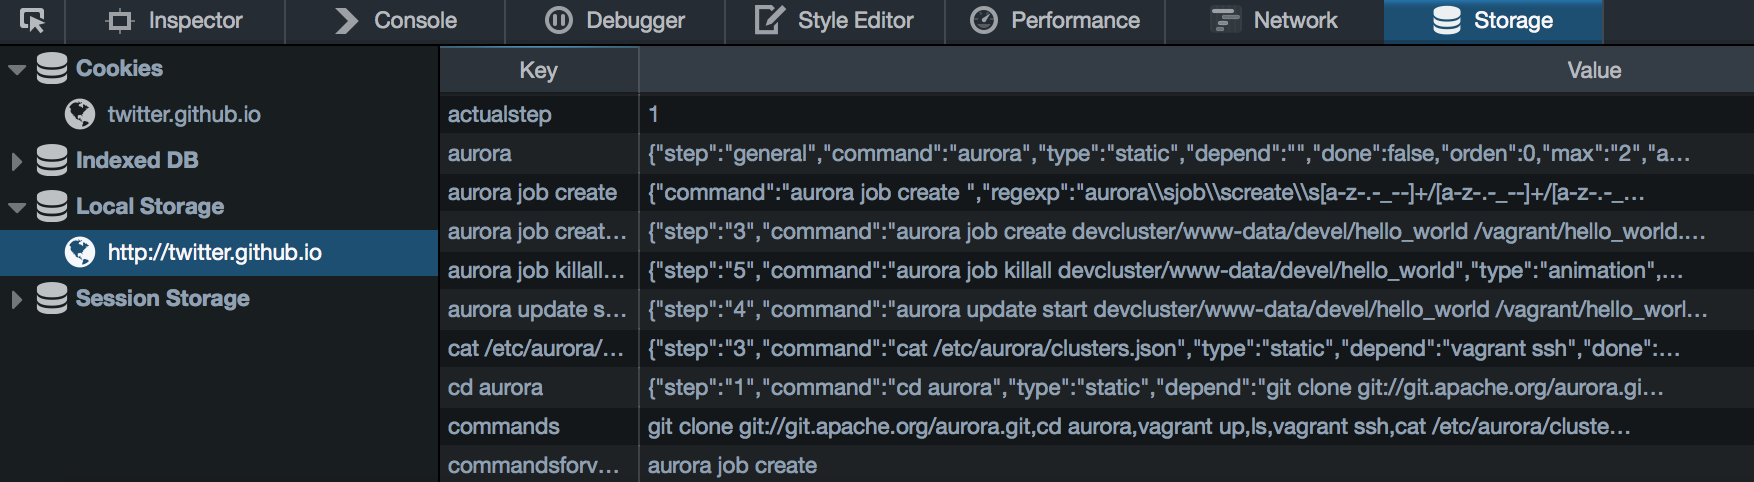 Inspector Console Debugger Style Editor Performance Network Storage
Cookies
twitter.github.io
Indexed DB
Local Storage
http://twitter.github.io
Session Storage
Key Value
actualstep 1
aurora {"step":"general","command":"aurora","type":"static","depend":"","done":false,"orden":0,"max":"2","a…
aurora job create {"command":"aurora job create ","regexp":"aurora\\sjob\\screate\\s[a-z-.-_--]+/[a-z-.-_--]+/[a-z-.-_…
aurora job creat… {"step":"3","command":"aurora job create devcluster/www-data/devel/hello_world /vagrant/hello_world.…
aurora job killall… {"step":"5","command":"aurora job killall devcluster/www-data/devel/hello_world","type":"animation",…
aurora update s… {"step":"4","command":"aurora update start devcluster/www-data/devel/hello_world /vagrant/hello_worl…
cat /etc/aurora/… {"step":"3","command":"cat /etc/aurora/clusters.json","type":"static","depend":"vagrant ssh","done":…
cd aurora {"step":"1","command":"cd aurora","type":"static","depend":"git clone git://git.apache.org/aurora.gi…
commands git clone git://git.apache.org/aurora.git,cd aurora,vagrant up,ls,vagrant ssh,cat /etc/aurora/cluste…
commandsforv… aurora job create